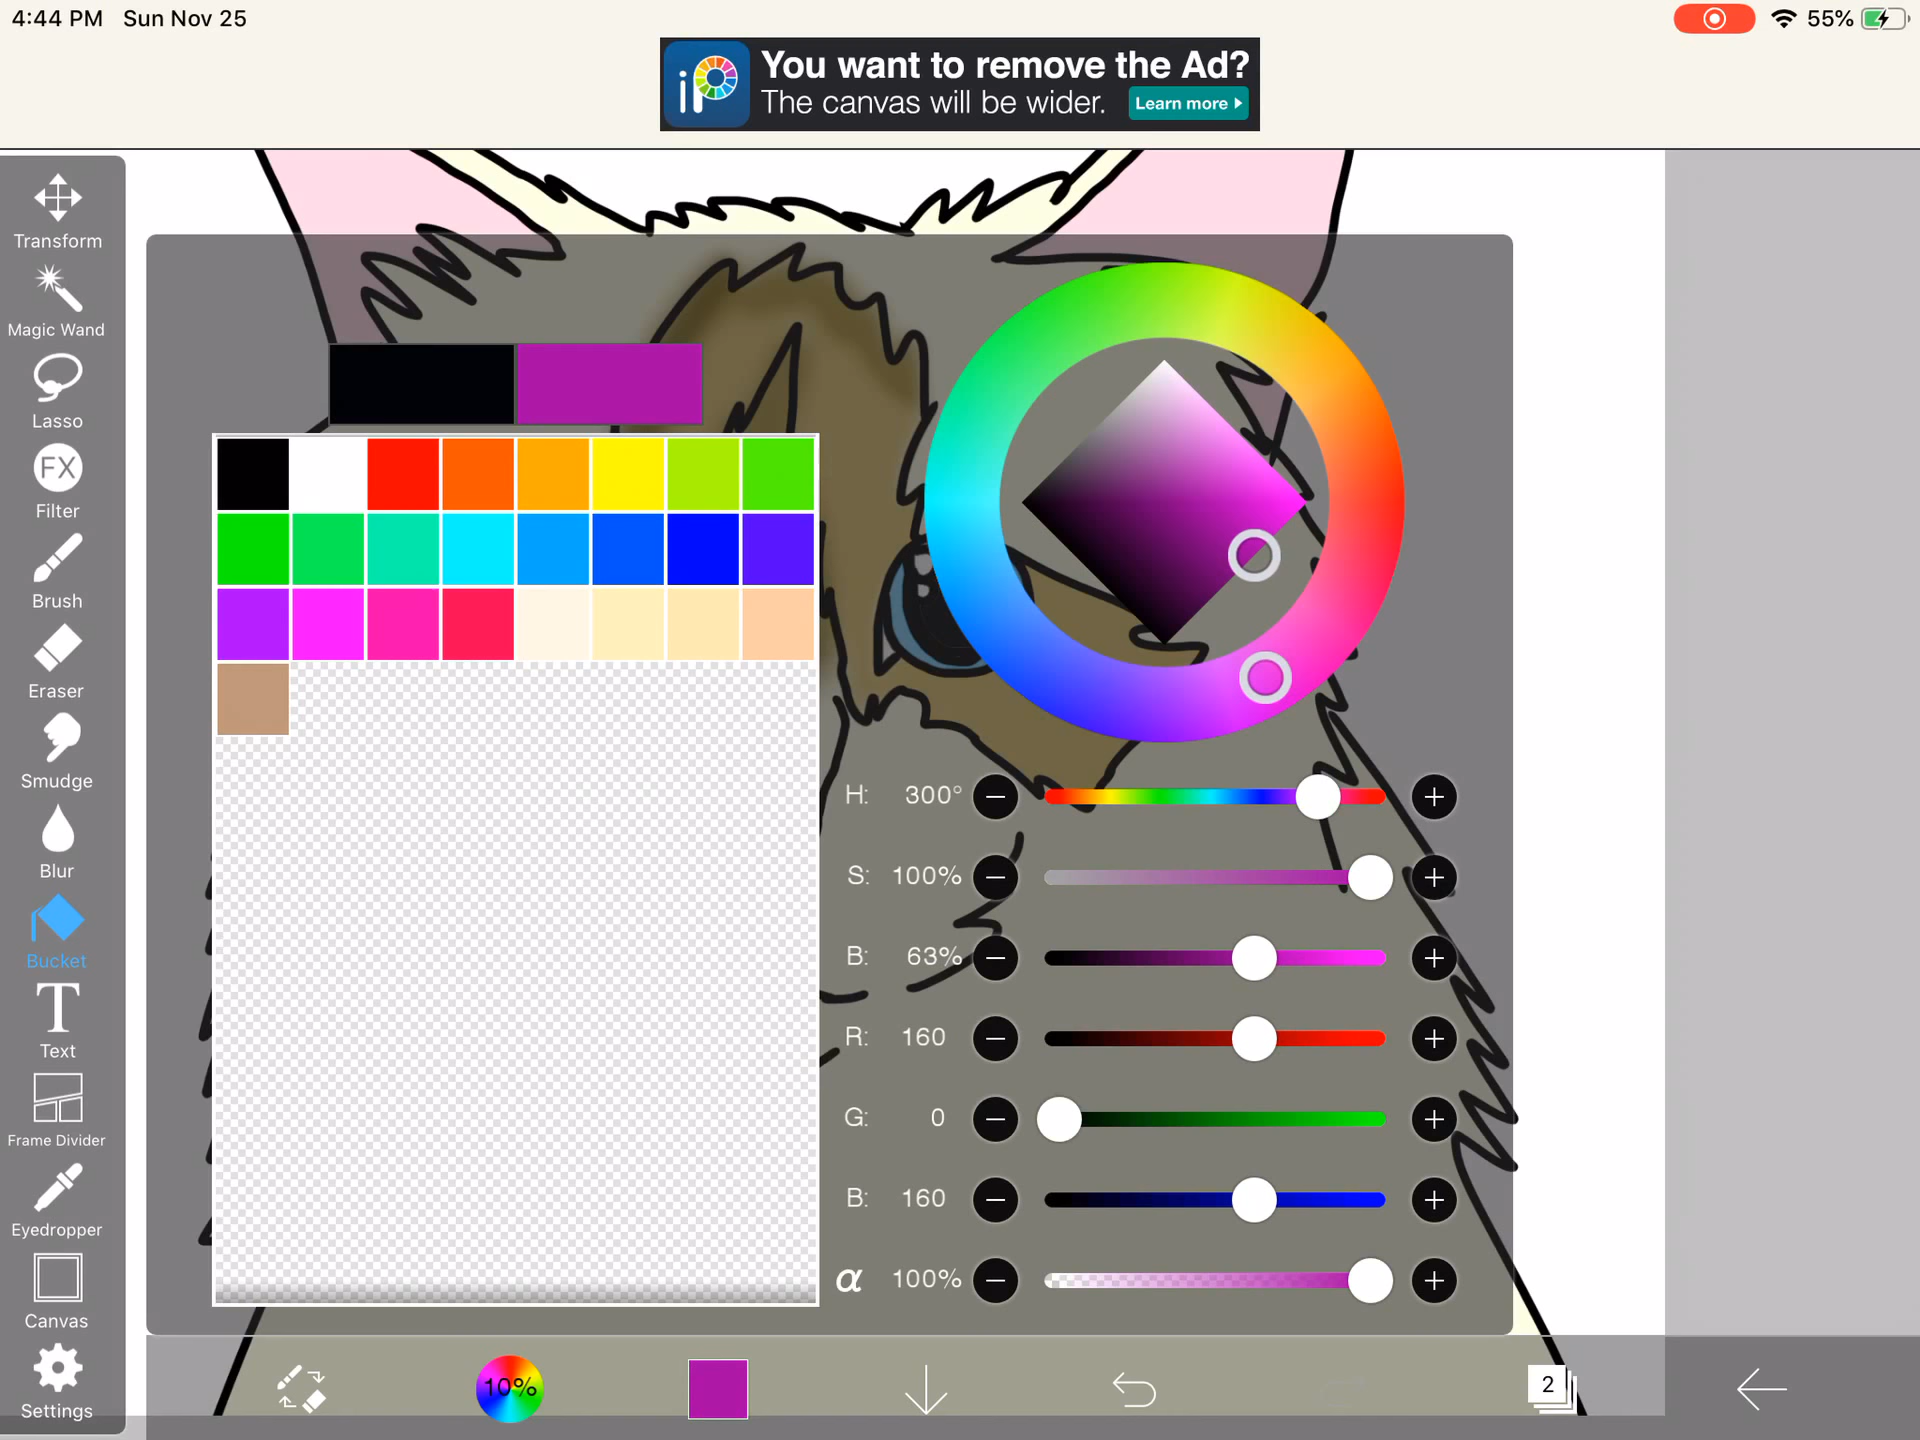 4:44 PM Sun Nov 25
55%
iP
You want to remove the Ad?
The canvas will be wider.
Learn more
Transform
Magic Wand
Lasso
FX
Filter
Brush
Eraser
Smudge
Blur
Bucket
T
Text
Frame Divider
Eyedropper
Canvas
Settings
H: 300°
S: 100%
B: 63%
R: 160
G: 0
B: 160
α 100%
10%
2